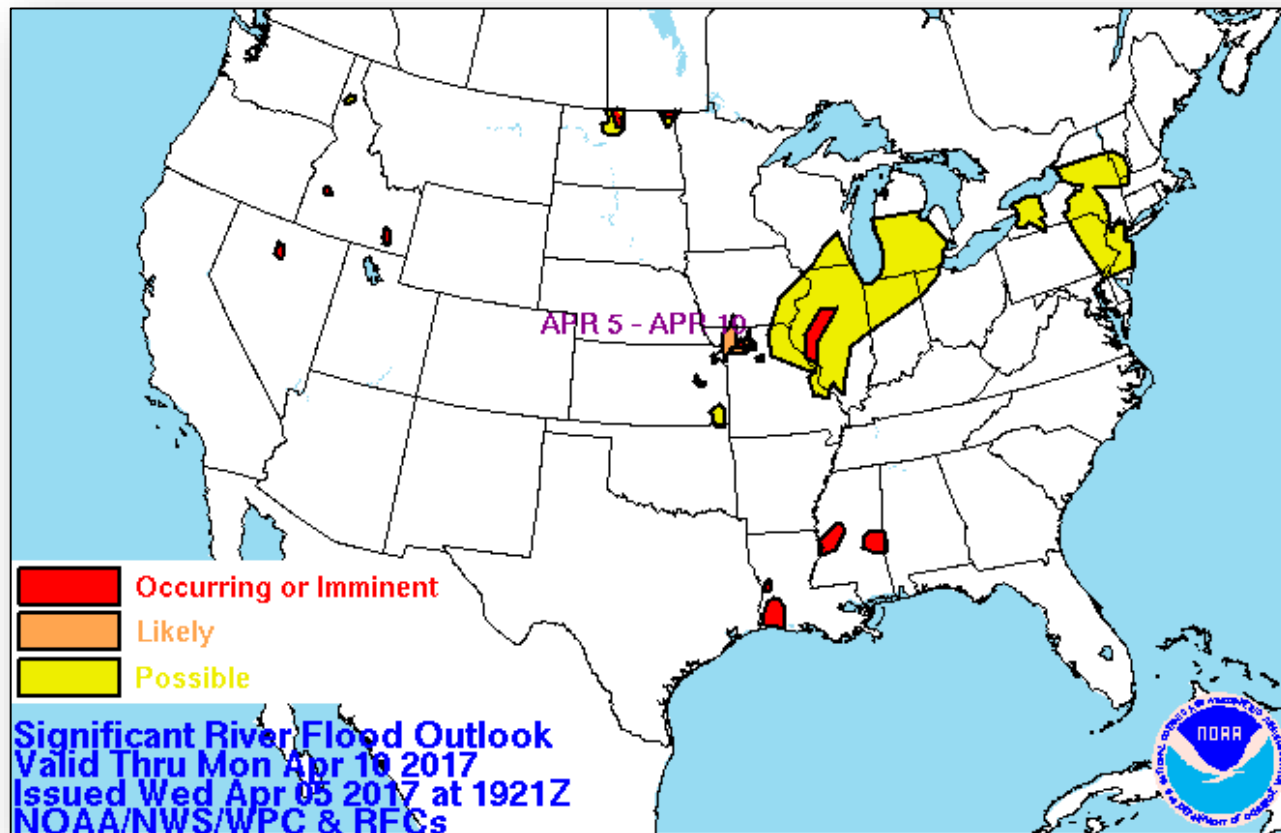 APR 5 - APR 10
Occurring or Imminent
Likely
Possible
Significant River Flood Outlook
Valid Thru Mon Apr 10 2017
Issued Wed Apr 05 2017 at 1921Z
NOAA/NWS/WPC & RFCs
NOAA